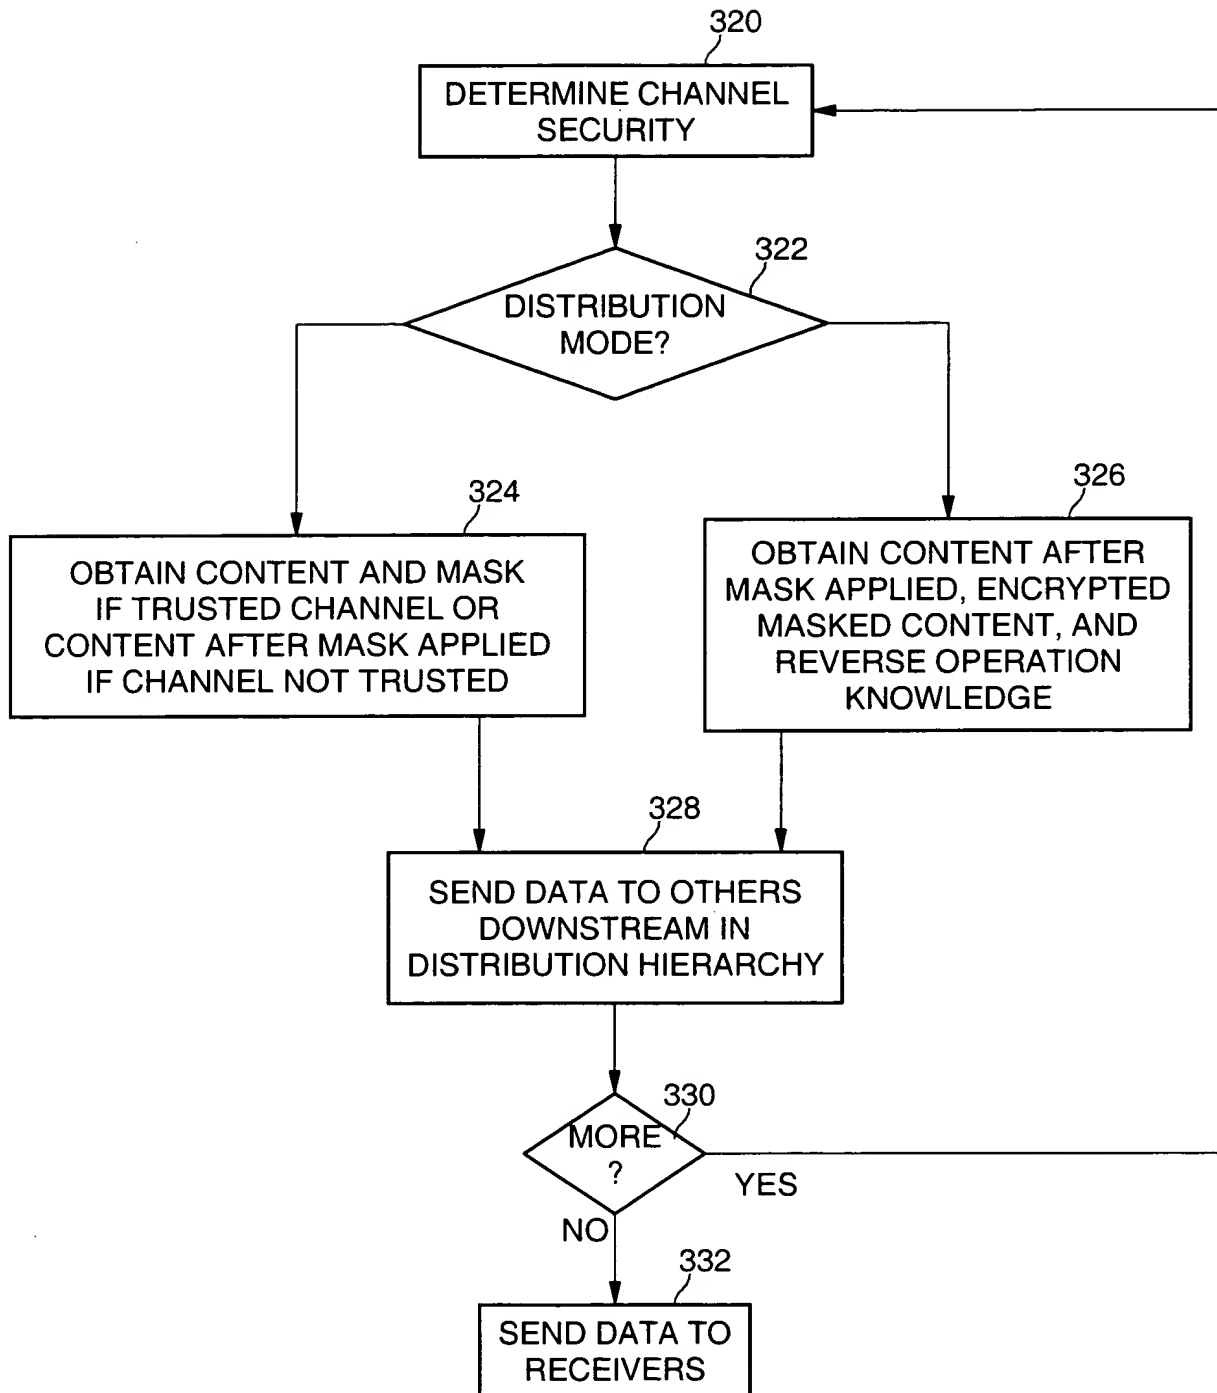 320
DETERMINE CHANNEL
SECURITY
322
DISTRIBUTION
MODE?
324
OBTAIN CONTENT AND MASK
IF TRUSTED CHANNEL OR
CONTENT AFTER MASK APPLIED
IF CHANNEL NOT TRUSTED
326
OBTAIN CONTENT AFTER
MASK APPLIED, ENCRYPTED
MASKED CONTENT, AND
REVERSE OPERATION
KNOWLEDGE
328
SEND DATA TO OTHERS
DOWNSTREAM IN
DISTRIBUTION HIERARCHY
330
MORE
?
YES
NO
332
SEND DATA TO
RECEIVERS